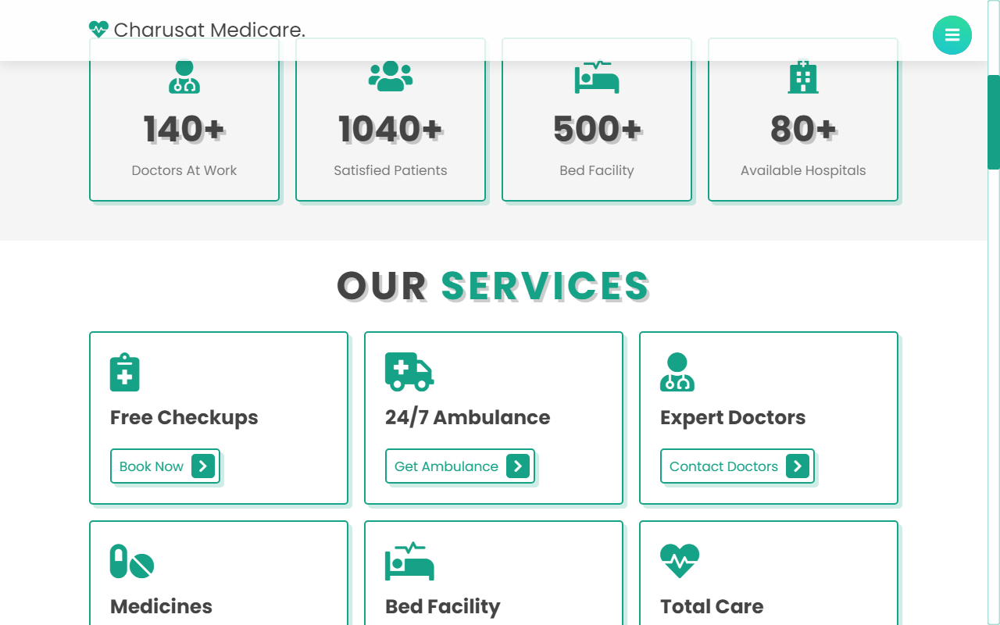 Charusat Medicare.
140+
1040+
500+
80+
Doctors At Work
Satisfied Patients
Bed Facility
Available Hospitals
OUR SERVICES
Free Checkups
24/7 Ambulance
Expert Doctors
Book Now
Get Ambulance
Contact Doctors
Medicines
Bed Facility
Total Care